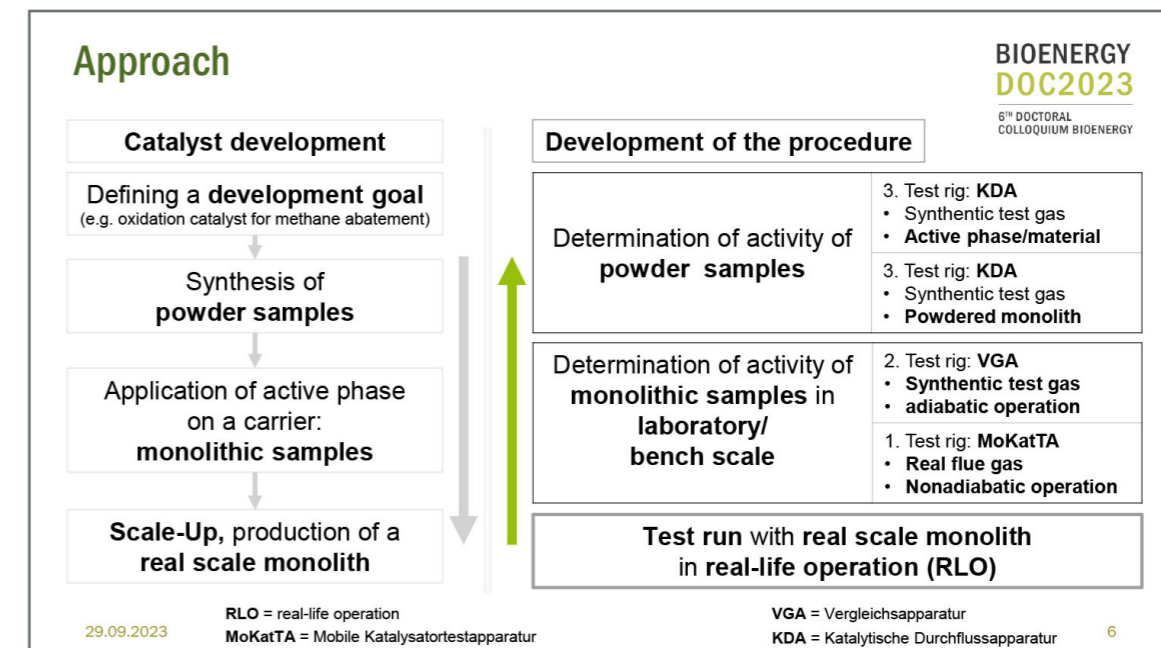 Approach
BIOENERGY
DOC2023
6TH DOCTORAL
COLLOQUIUM BIOENERGY
Catalyst development
Defining a development goal
(e.g. oxidation catalyst for methane abatement)
Synthesis of
powder samples
Application of active phase
on a carrier:
monolithic samples
Scale-Up, production of a
real scale monolith
Development of the procedure
Determination of activity of
powder samples
3. Test rig: KDA
• Synthentic test gas
• Active phase/material
3. Test rig: KDA
• Synthentic test gas
• Powdered monolith
Determination of activity of
monolithic samples in
laboratory/
bench scale
2. Test rig: VGA
• Synthentic test gas
• adiabatic operation
1. Test rig: MoKatTA
• Real flue gas
• Nonadiabatic operation
Test run with real scale monolith
in real-life operation (RLO)
29.09.2023
RLO = real-life operation
MoKatTA = Mobile Katalysatortestapparatur
VGA = Vergleichsapparatur
KDA = Katalytische Durchflussapparatur
6